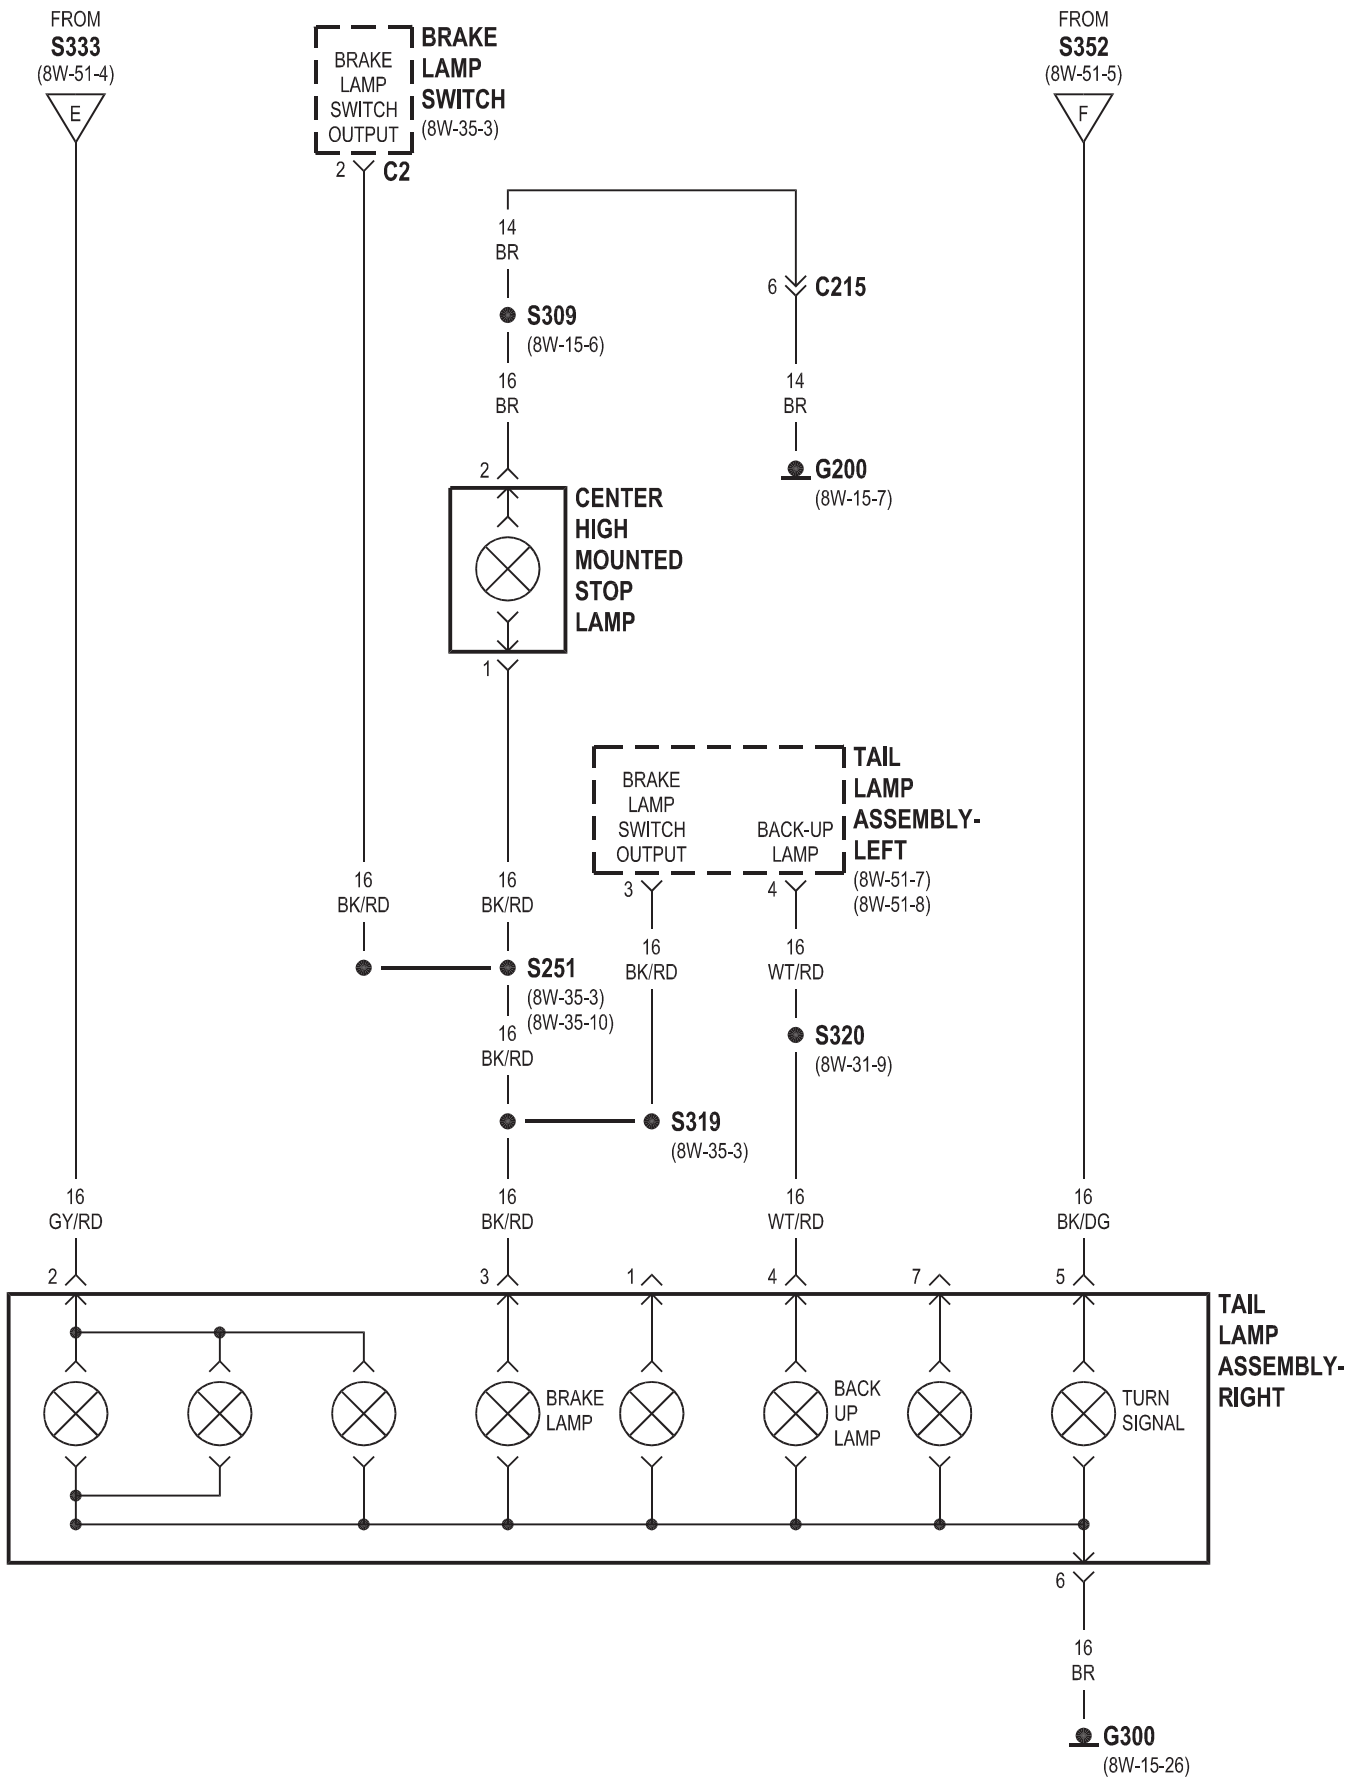 FROM
S333
(8W-51-4)
E
BRAKE
LAMP
SWITCH
OUTPUT
BRAKE
LAMP
SWITCH
(8W-35-3)
2
C2
FROM
S352
(8W-51-5)
F
14
BR
S309
(8W-15-6)
16
BR
6
C215
14
BR
G200
(8W-15-7)
2
CENTER
HIGH
MOUNTED
STOP
LAMP
1
BRAKE
LAMP
SWITCH
OUTPUT
BACK-UP
LAMP
TAIL
LAMP
ASSEMBLY-
LEFT
(8W-51-7)
(8W-51-8)
3
4
16
BK/RD
16
BK/RD
S251
(8W-35-3)
(8W-35-10)
16
BK/RD
16
BK/RD
16
WT/RD
S320
(8W-31-9)
S319
(8W-35-3)
16
GY/RD
16
BK/RD
16
WT/RD
16
BK/DG
2
3
1
4
7
5
TAIL
LAMP
ASSEMBLY-
RIGHT
BRAKE
LAMP
BACK
UP
LAMP
TURN
SIGNAL
6
16
BR
G300
(8W-15-26)